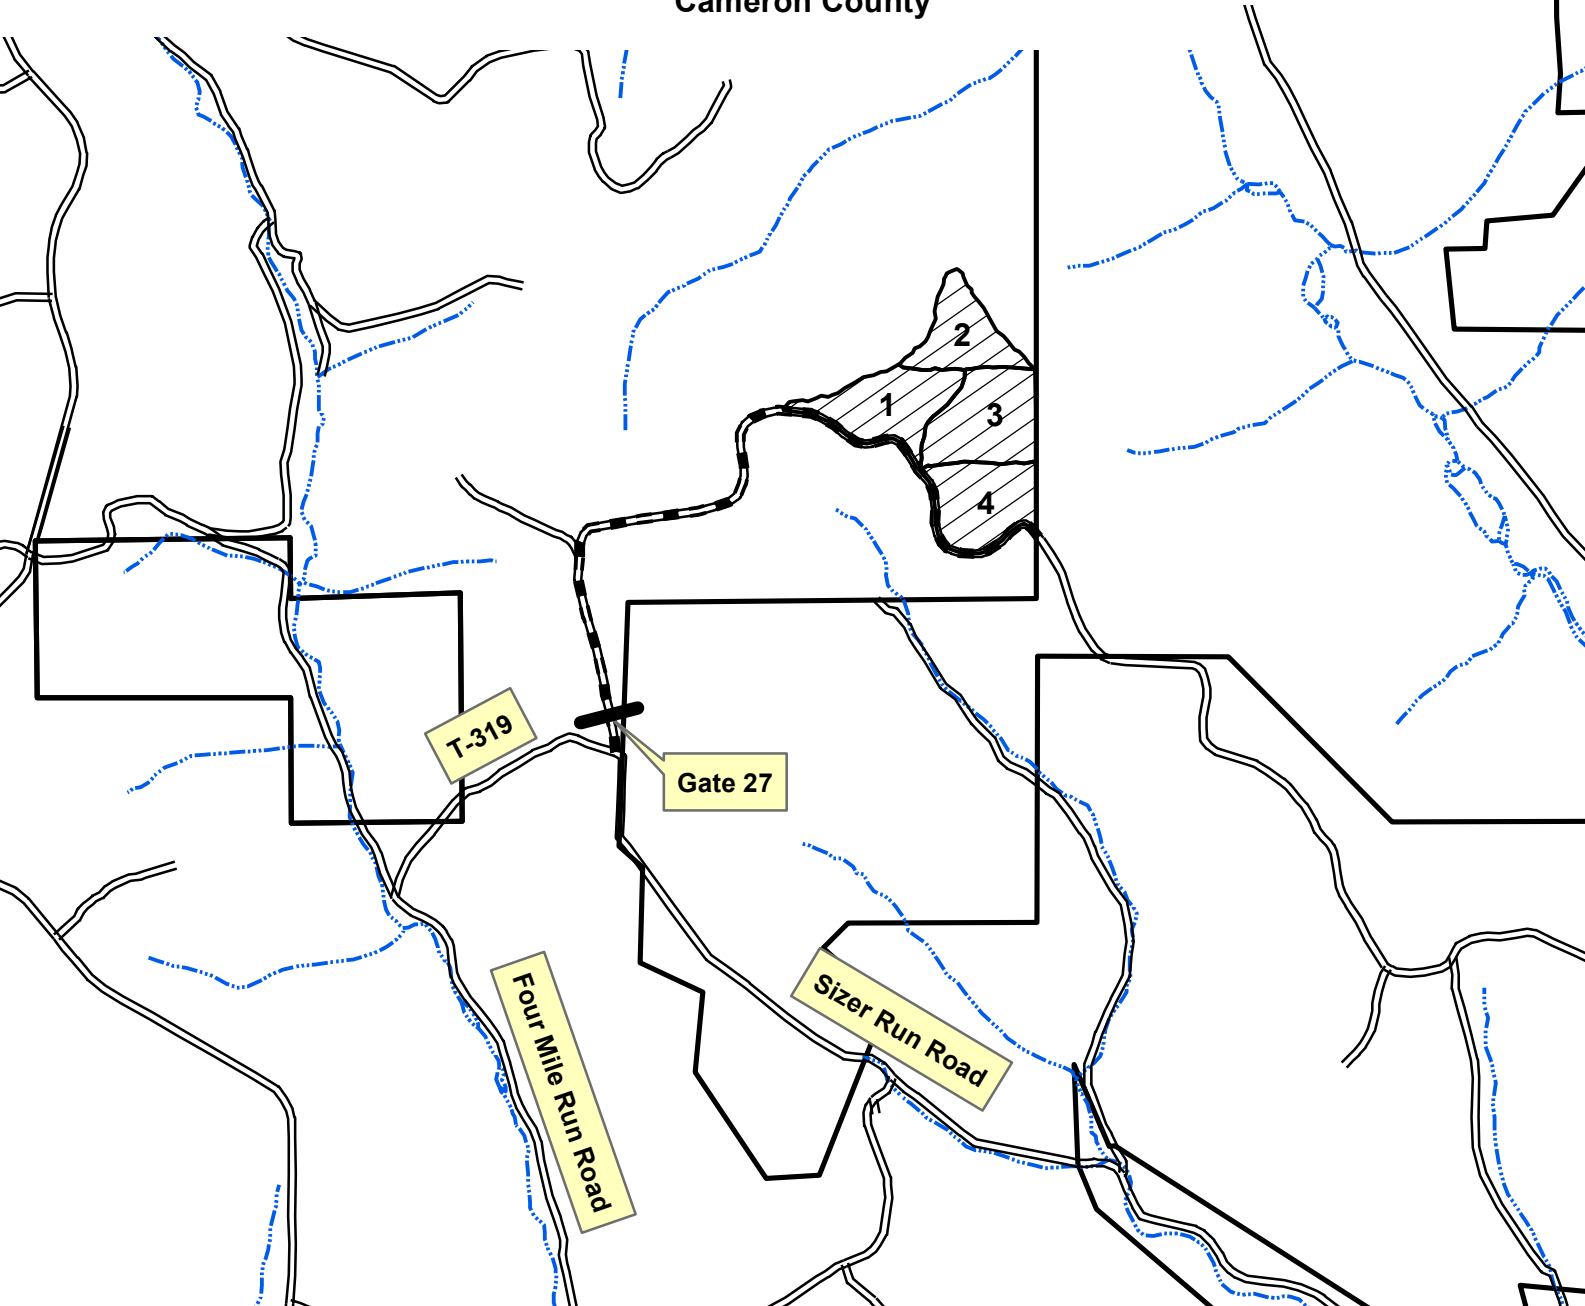 Cameron County
2
1
3
4
T-319
Gate 27
Sizer Run Road
Four Mile Run Road